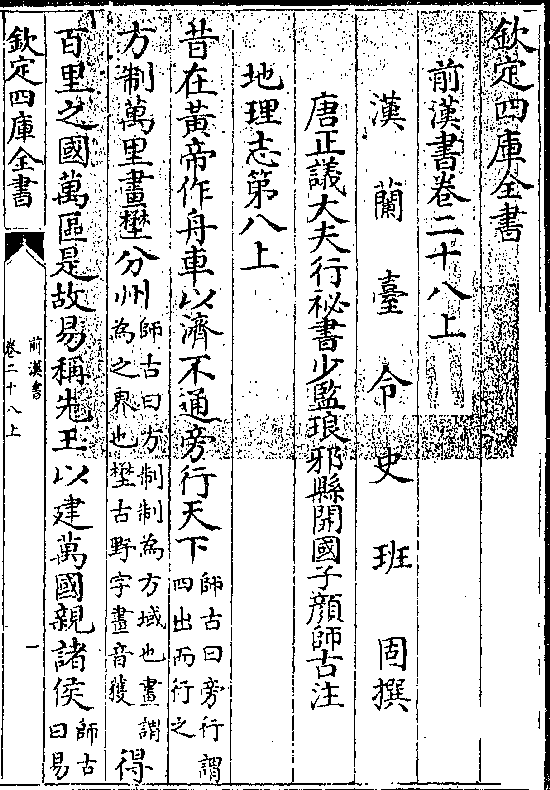 欽定四庫全書
前漢書卷二十八上
漢蘭臺令史班固撰
唐正議大夫行祕書少監琅邪縣開國子顏師古注
地理志第八上
昔在黃帝作舟車以濟不通旁行天下師古曰旁行謂四出而行之
方制萬里畫壄分州師古曰方制制為方域也畫謂為之界也壄古野字畫音獲得
百里之國萬區是故易稱先王以建萬國親諸侯師古曰易
欽定四庫全書
前漢書
卷二十八上
一